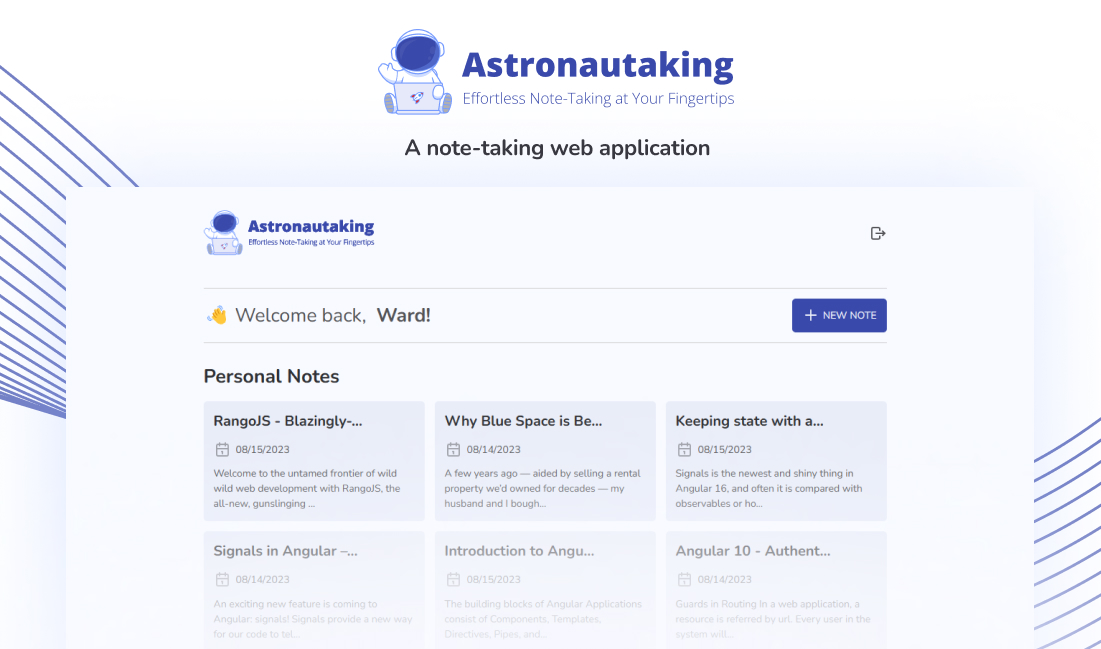 Astronautaking
Effortless Note-Taking at Your Fingertips
A note-taking web application
Astronautaking
Effortless Note-Taking at Your Fingertips
Welcome back, Ward!
NEW NOTE
Personal Notes
RangoJS - Blazingly-...
08/15/2023
Welcome to the untamed frontier of wild
wild web development with RangoJS, the
all-new, gunslinging ...
Why Blue Space is Be...
08/14/2023
A few years ago — aided by selling a rental
property we'd owned for decades — my
husband and I bough...
Keeping state with a...
08/15/2023
Signals is the newest and shiny thing in
Angular 16, and often it is compared with
observables or ho...
Signals in Angular –...
08/14/2023
An exciting new feature is coming to
Angular: signals! Signals provide a new way
for our code to tel...
Introduction to Angu...
08/15/2023
The building blocks of Angular Applications
consist of Components, Templates,
Directives, Pipes, and...
Angular 10 - Authent...
08/14/2023
Guards in Routing In a web application, a
resource is referred by url. Every user in the
system will...